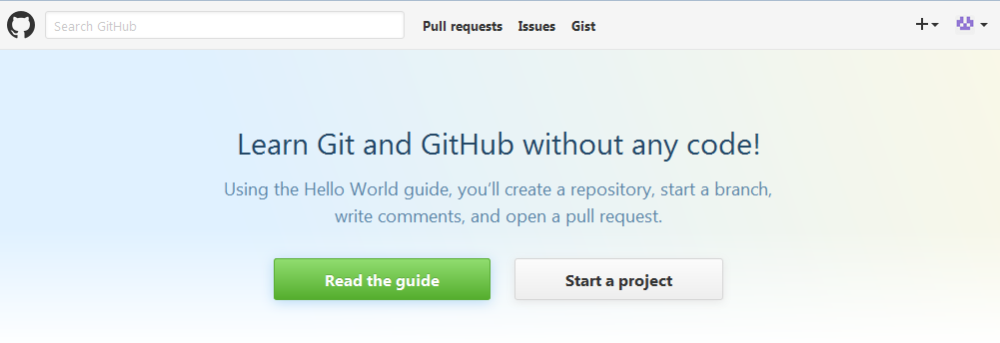 Search GitHub
Pull requests Issues Gist
Learn Git and GitHub without any code!
Using the Hello World guide, you’ll create a repository, start a branch,
write comments, and open a pull request.
Read the guide
Start a project